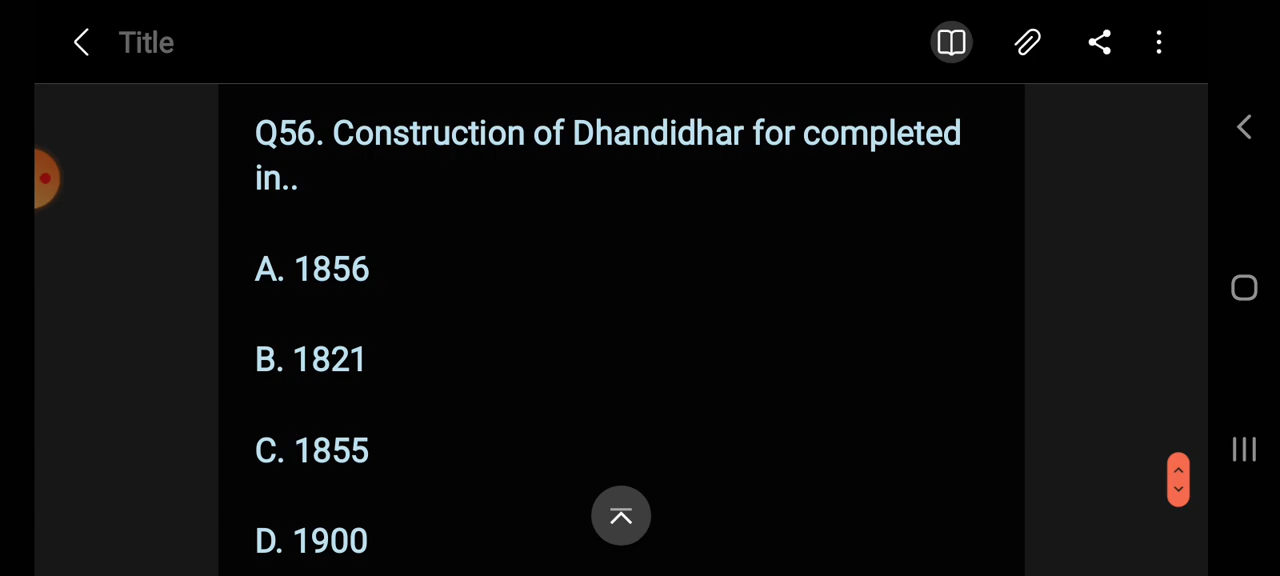 Title
Q56. Construction of Dhandidhar for completed
in..
A. 1856
B. 1821
C. 1855
D. 1900